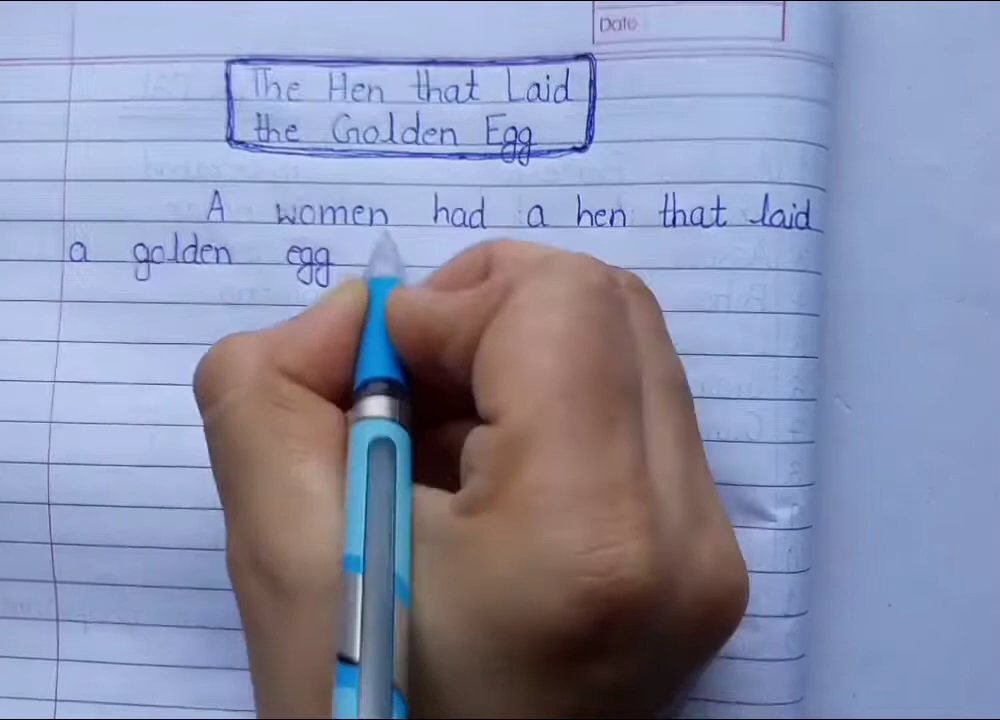 Date
The Hen that Laid
the Golden Egg
A women had a hen that laid
a golden egg